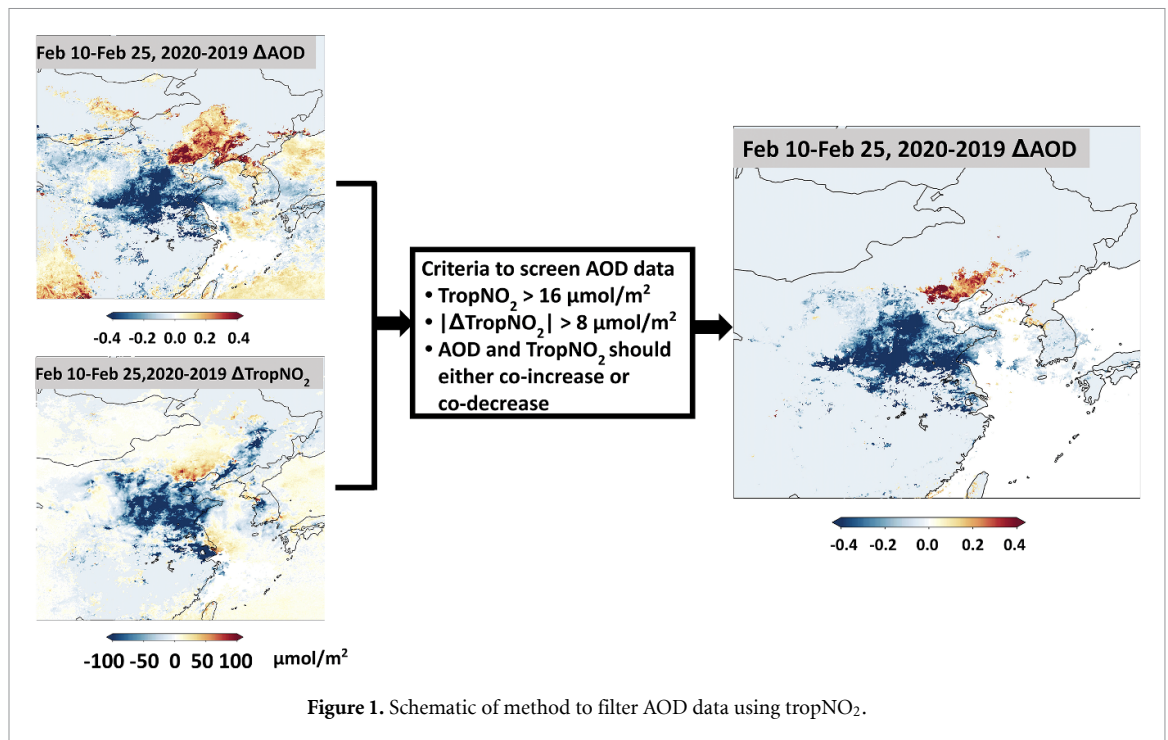 Feb 10-Feb 25, 2020-2019 ΔAOD
-0.4 -0.2 0.0 0.2 0.4
Feb 10-Feb 25,2020-2019 ΔTropNO₂
-100 -50 0 50 100 μmol/m²
Criteria to screen AOD data
• TropNO₂ > 16 μmol/m²
• |ΔTropNO₂| > 8 μmol/m²
• AOD and TropNO₂ should
either co-increase or
co-decrease
Feb 10-Feb 25, 2020-2019 ΔAOD
-0.4 -0.2 0.0 0.2 0.4
Figure 1. Schematic of method to filter AOD data using tropNO₂.